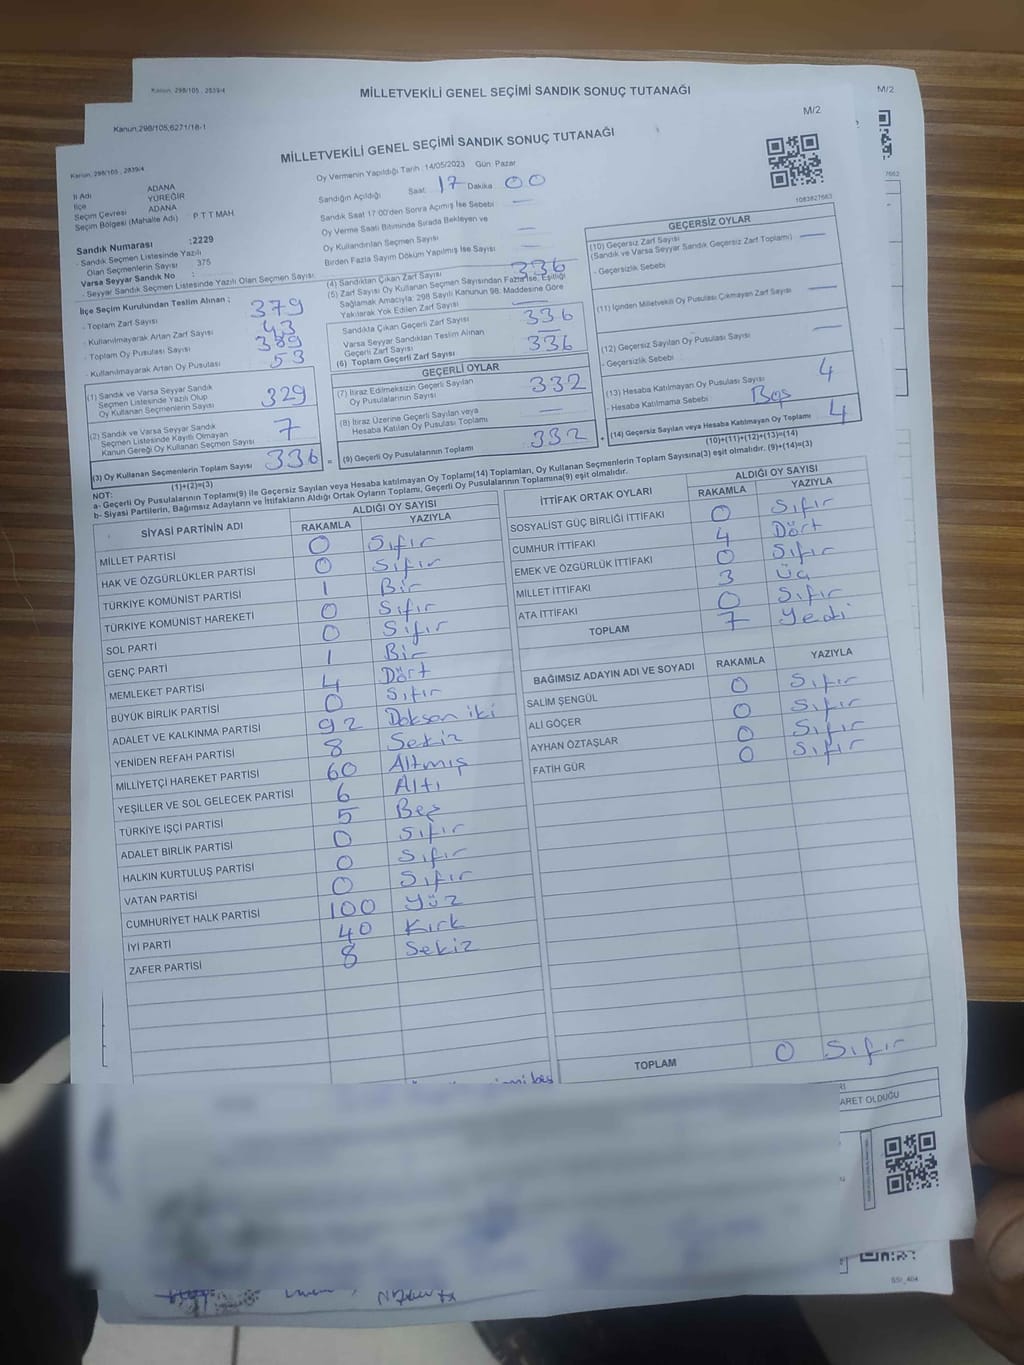 Kanun, 298/105, 2839/4
MİLLETVEKİLİ GENEL SEÇİMİ SANDIK SONUÇ TUTANAĞI
M/2
Kanun,298/105,6271/18-1
M/2
Kanun, 298/105, 2839/4
MİLLETVEKİLİ GENEL SEÇİMİ SANDIK SONUÇ TUTANAĞI
1083827663
İl Adı ADANA
İlçe YÜREĞİR
Seçim Çevresi ADANA
Seçim Bölgesi (Mahalle Adı) P T T MAH.
Sandık Numarası :2229
- Sandık Seçmen Listesinde Yazılı
Olan Seçmenlerin Sayısı 375
Varsa Seyyar Sandık No :
- Seyyar Sandık Seçmen Listesinde Yazılı Olan Seçmen Sayısı:
Oy Vermenin Yapıldığı Tarih : 14/05/2023 Gün: Pazar
Sandığın Açıldığı Saat 17 Dakika 00
Sandık Saat 17 00'den Sonra Açımış İse Sebebi —
Oy Verme Saati Bitiminde Sırada Bekleyen ve
Oy Kullandırılan Seçmen Sayısı —
Birden Fazla Sayım Döküm Yapılmış İse Sayısı —
İlçe Seçim Kurulundan Teslim Alınan ;
- Toplam Zarf Sayısı 379
- Kullanılmayarak Artan Zarf Sayısı 43
- Toplam Oy Pusulası Sayısı 389
- Kullanılmayarak Artan Oy Pusulası 53
(1) Sandık ve Varsa Seyyar Sandık
Seçmen Listesinde Yazılı Olup
Oy Kullanan Seçmenlerin Sayısı 329
(2) Sandık ve Varsa Seyyar Sandık
Seçmen Listesinde Kayıtlı Olmayan
Kanun Gereği Oy Kullanan Seçmen Sayısı 7
(3) Oy Kullanan Seçmenlerin Toplam Sayısı 336
(1)+(2)=(3)
(4) Sandıktan Çıkan Zarf Sayısı 336
(5) Zarf Sayısı Oy Kullanan Seçmen Sayısından Fazla İse, Eşitliği
Sağlamak Amacıyla; 298 Sayılı Kanunun 98. Maddesine Göre
Yakılarak Yok Edilen Zarf Sayısı —
Sandıkta Çıkan Geçerli Zarf Sayısı 336
Varsa Seyyar Sandıktan Teslim Alınan
Geçerli Zarf Sayısı —
(6) Toplam Geçerli Zarf Sayısı 336
GEÇERLİ OYLAR
(7) İtiraz Edilmeksizin Geçerli Sayılan
Oy Pusulalarının Sayısı 332
(8) İtiraz Üzerine Geçerli Sayılan veya
Hesaba Katılan Oy Pusulası Toplamı —
= (9) Geçerli Oy Pusulalarının Toplamı 332 +
GEÇERSİZ OYLAR
(10) Geçersiz Zarf Sayısı
(Sandık ve Varsa Seyyar Sandık Geçersiz Zarf Toplamı) —
- Geçersizlik Sebebi
(11) İçinden Milletvekili Oy Pusulası Çıkmayan Zarf Sayısı —
(12) Geçersiz Sayılan Oy Pusulası Sayısı —
- Geçersizlik Sebebi
(13) Hesaba Katılmayan Oy Pusulası Sayısı 4
- Hesaba Katılmama Sebebi Boş
(14) Geçersiz Sayılan veya Hesaba Katılmayan Oy Toplamı 4
(10)+(11)+(12)+(13)=(14)
NOT:
a- Geçerli Oy Pusulalarının Toplamı(9) ile Geçersiz Sayılan veya Hesaba katılmayan Oy Toplamı(14) Toplamları, Oy Kullanan Seçmenlerin Toplam Sayısına(3) eşit olmalıdır. (9)+(14)=(3)
b- Siyasi Partilerin, Bağımsız Adayların ve İttifakların Aldığı Ortak Oyların Toplamı, Geçerli Oy Pusulalarının Toplamına(9) eşit olmalıdır.
SİYASİ PARTİNİN ADI ALDIĞI OY SAYISI
RAKAMLA YAZIYLA
MİLLET PARTİSİ 0 Sıfır
HAK VE ÖZGÜRLÜKLER PARTİSİ 0 Sıfır
TÜRKİYE KOMÜNİST PARTİSİ 1 Bir
TÜRKİYE KOMÜNİST HAREKETİ 0 Sıfır
SOL PARTİ 0 Sıfır
GENÇ PARTİ 1 Bir
MEMLEKET PARTİSİ 4 Dört
BÜYÜK BİRLİK PARTİSİ 0 Sıfır
ADALET VE KALKINMA PARTİSİ 92 Doksan iki
YENİDEN REFAH PARTİSİ 8 Sekiz
MİLLİYETÇİ HAREKET PARTİSİ 60 Altmış
YEŞİLLER VE SOL GELECEK PARTİSİ 6 Altı
TÜRKİYE İŞÇİ PARTİSİ 5 Beş
ADALET BİRLİK PARTİSİ 0 Sıfır
HALKIN KURTULUŞ PARTİSİ 0 Sıfır
VATAN PARTİSİ 0 Sıfır
CUMHURİYET HALK PARTİSİ 100 Yüz
İYİ PARTİ 40 Kırk
ZAFER PARTİSİ 8 Sekiz
İTTİFAK ORTAK OYLARI ALDIĞI OY SAYISI
RAKAMLA YAZIYLA
SOSYALİST GÜÇ BİRLİĞİ İTTİFAKI 0 Sıfır
CUMHUR İTTİFAKI 4 Dört
EMEK VE ÖZGÜRLÜK İTTİFAKI 0 Sıfır
MİLLET İTTİFAKI 3 Üç
ATA İTTİFAKI 0 Sıfır
TOPLAM 7 Yedi
BAĞIMSIZ ADAYIN ADI VE SOYADI RAKAMLA YAZIYLA
SALİM ŞENGÜL 0 Sıfır
ALİ GÖÇER 0 Sıfır
AYHAN ÖZTAŞLAR 0 Sıfır
FATİH GÜR 0 Sıfır
TOPLAM 0 Sıfır
ARET OLDUĞU